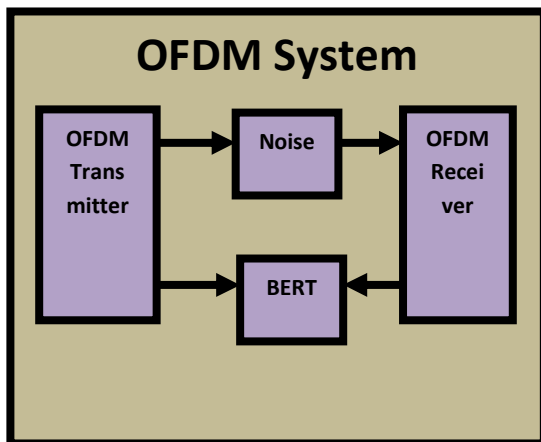 OFDM System
OFDM
Trans
mitter
Noise
OFDM
Recei
ver
BERT